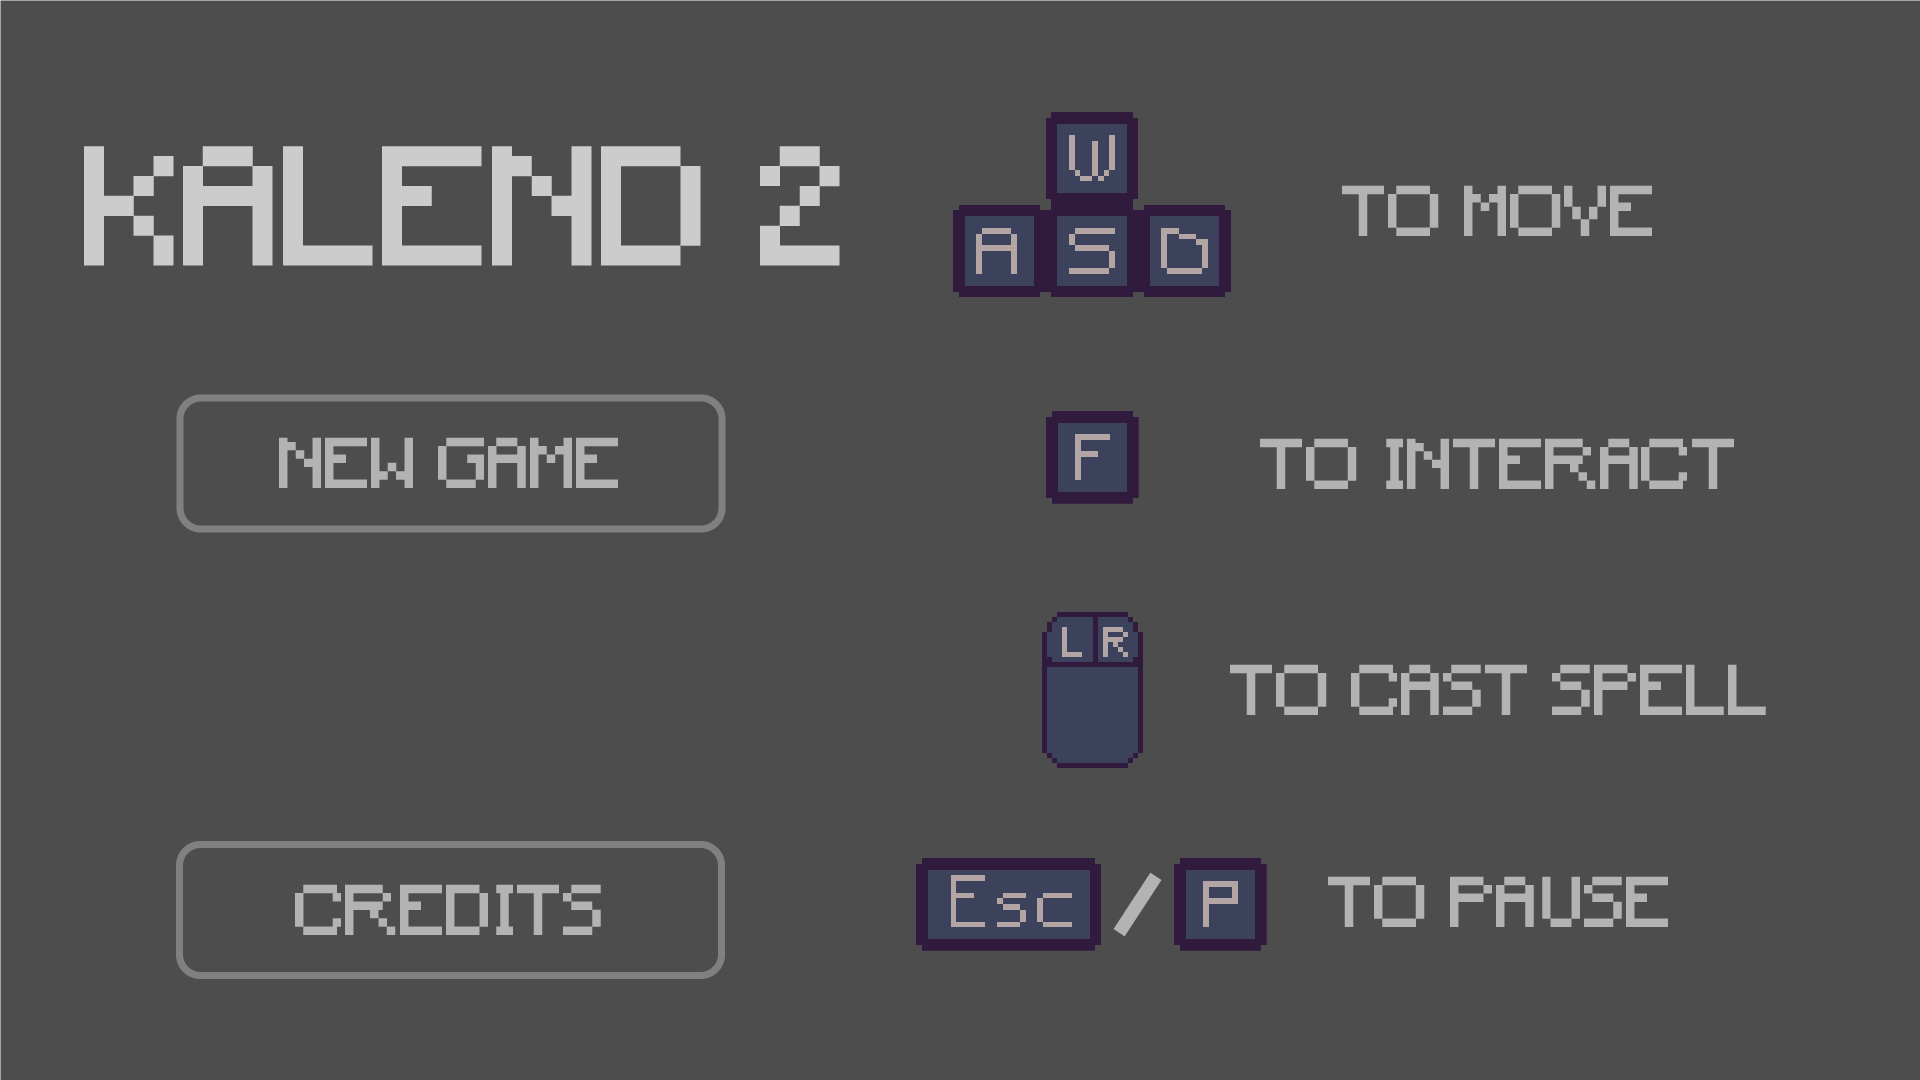 KALEND 2
NEW GAME
CREDITS
W
A S D
TO MOVE
F
TO INTERACT
L R
TO CAST SPELL
Esc / P
TO PAUSE